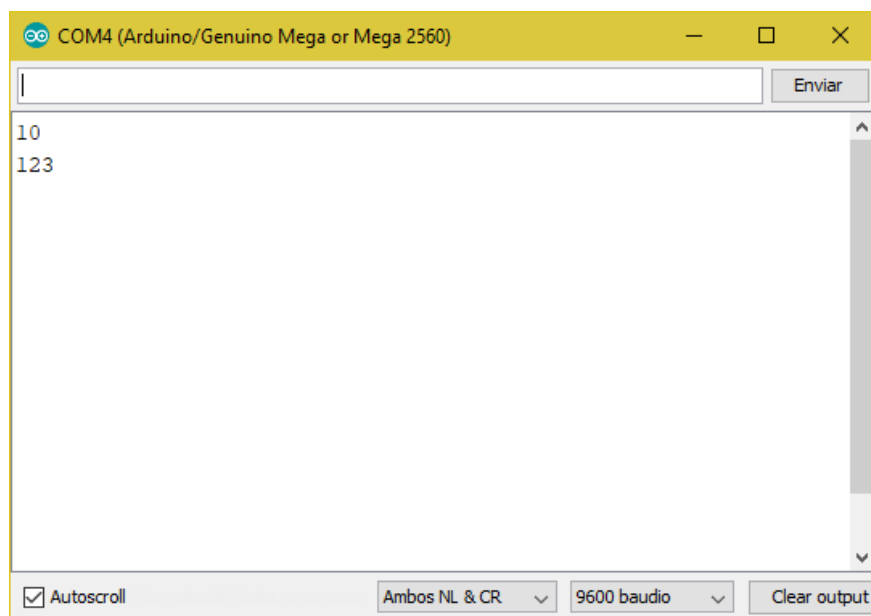 COM4 (Arduino/Genuino Mega or Mega 2560)
Enviar
10
123
Autoscroll
Ambos NL & CR
9600 baudio
Clear output